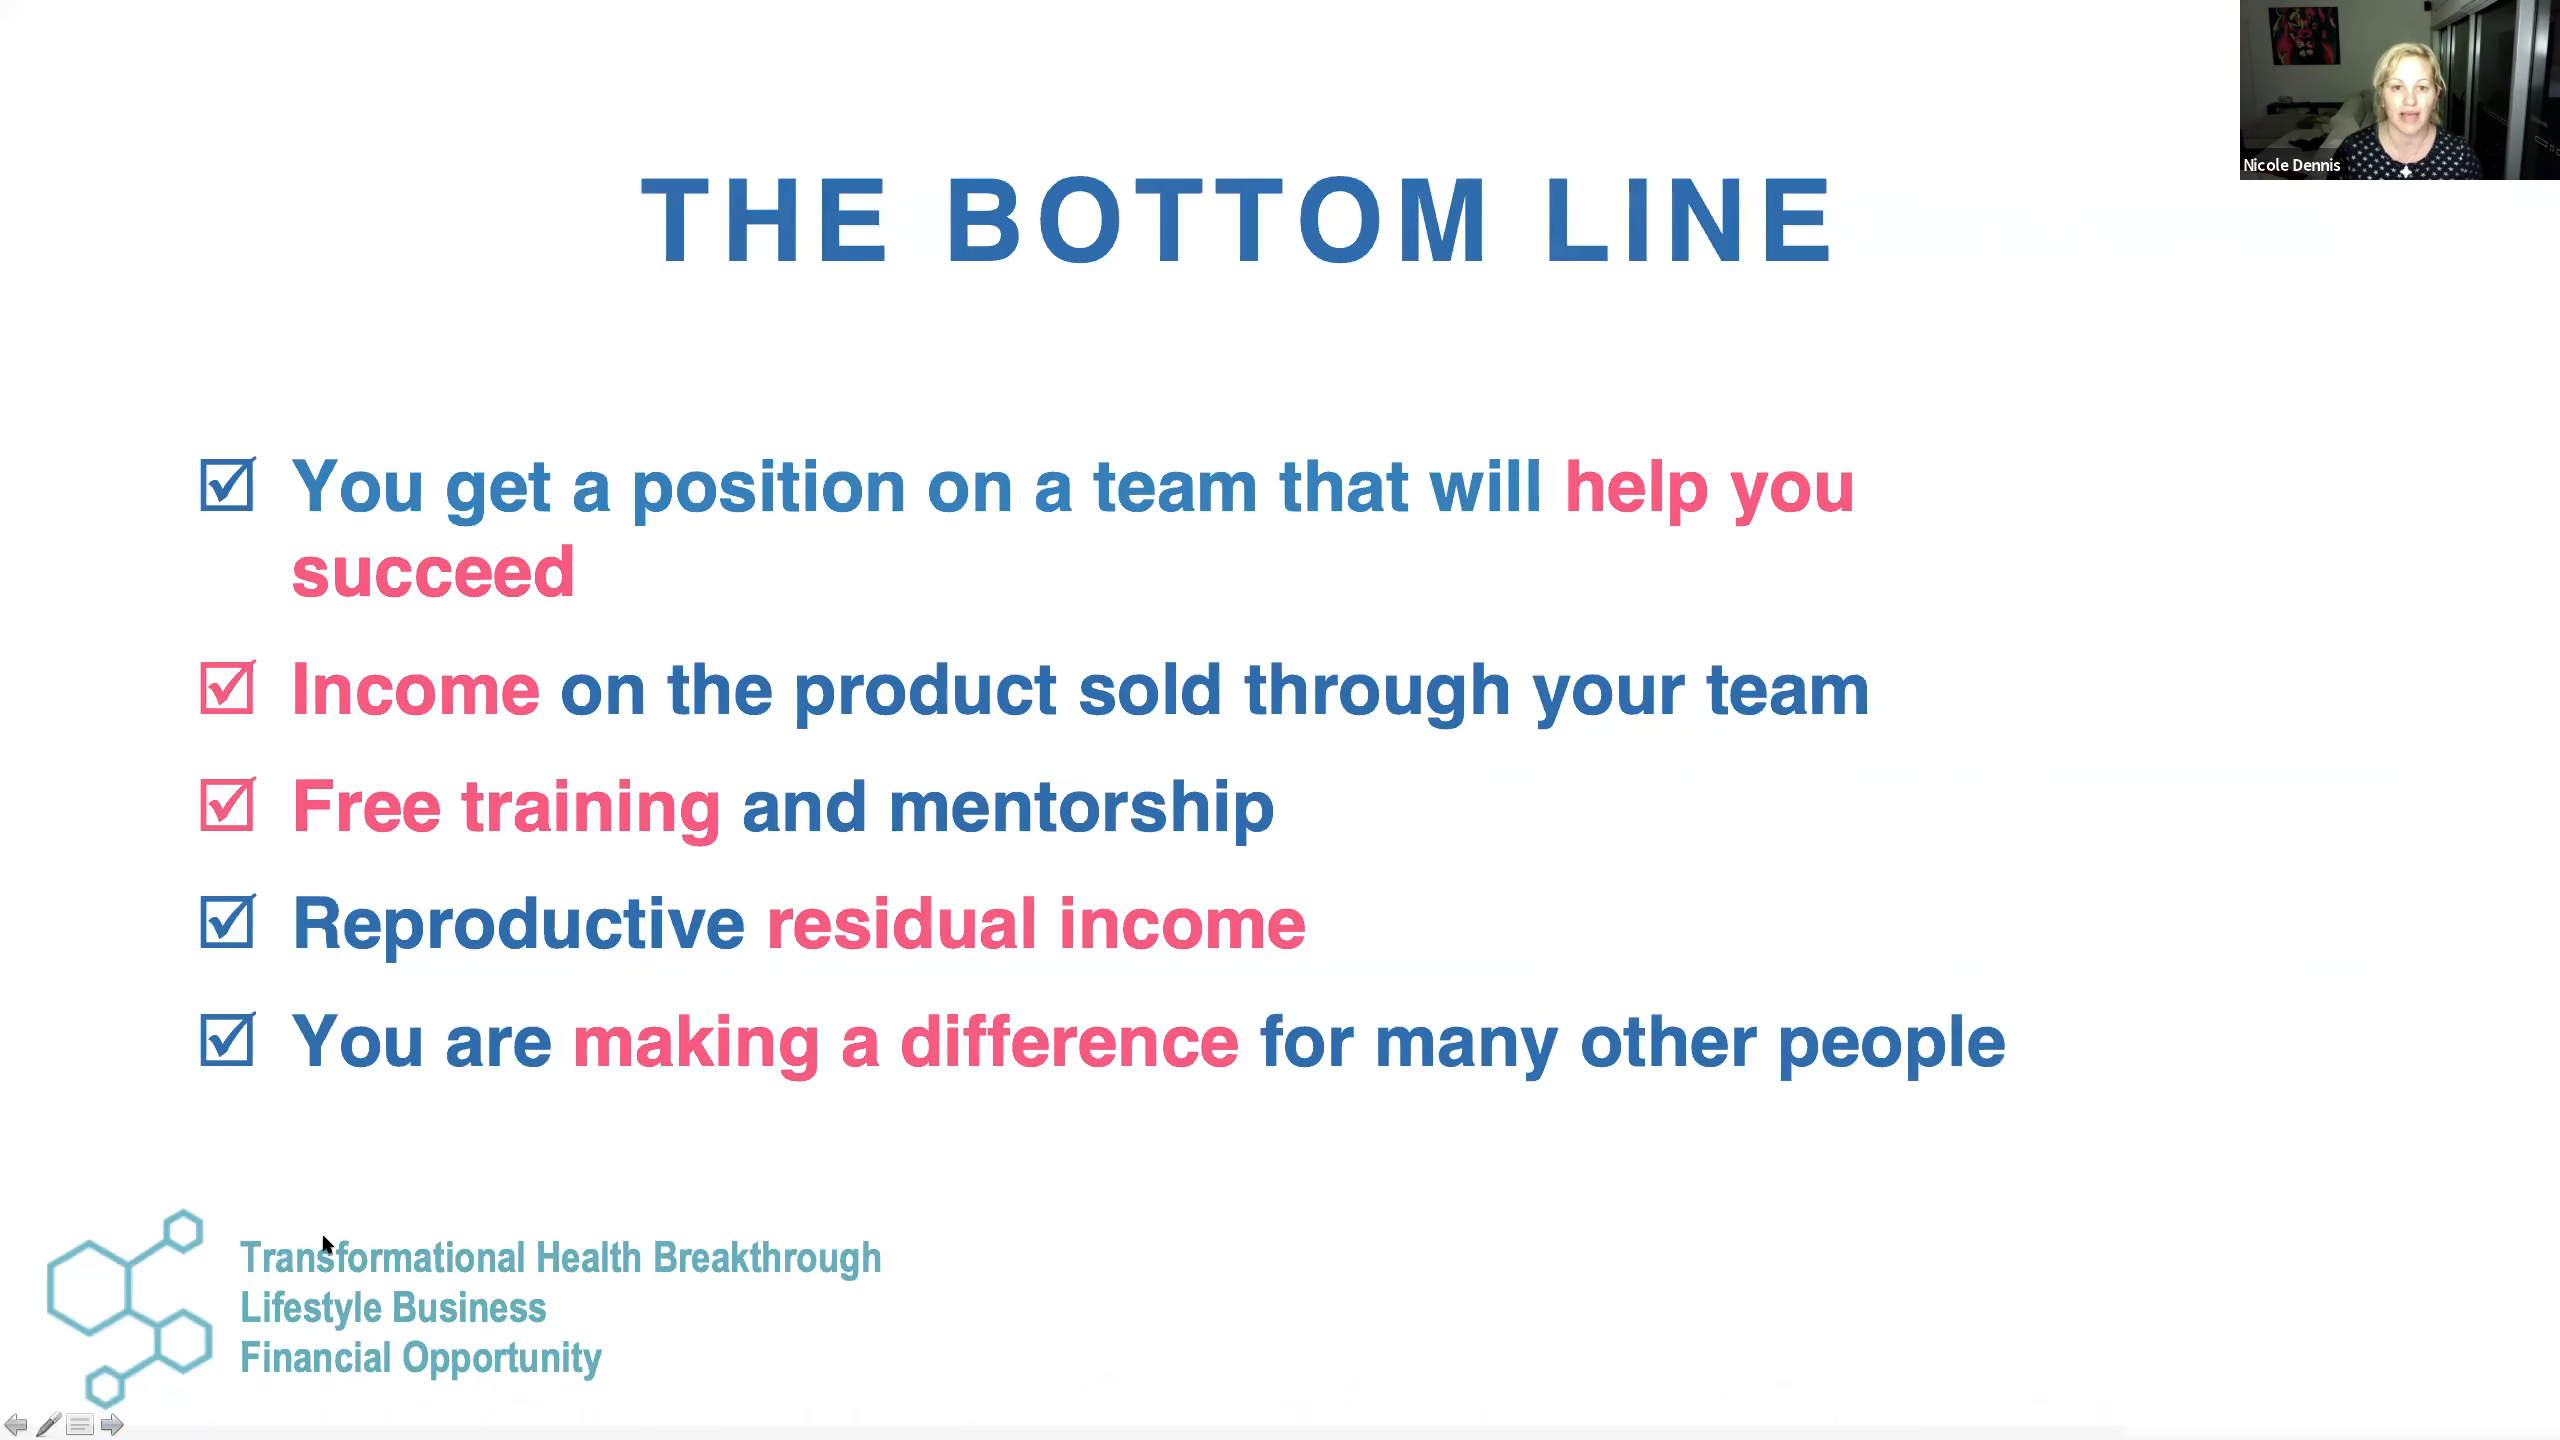 Nicole Dennis
THE BOTTOM LINE
You get a position on a team that will help you
succeed
Income on the product sold through your team
Free training and mentorship
Reproductive residual income
You are making a difference for many other people
Transformational Health Breakthrough
Lifestyle Business
Financial Opportunity